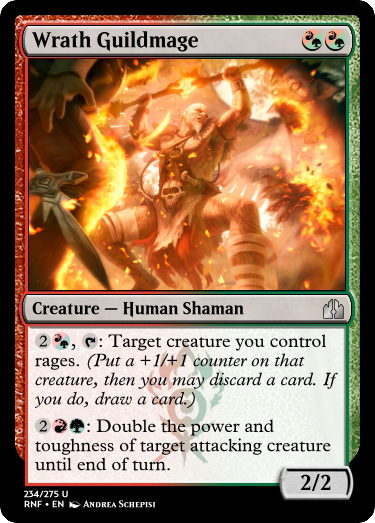 Wrath Guildmage
Creature — Human Shaman
2, : Target creature you control
rages. (Put a +1/+1 counter on that
creature, then you may discard a card. If
you do, draw a card.)
2: Double the power and
toughness of target attacking creature
until end of turn.
2/2
234/275 U
RNF • EN Andrea Schepisi